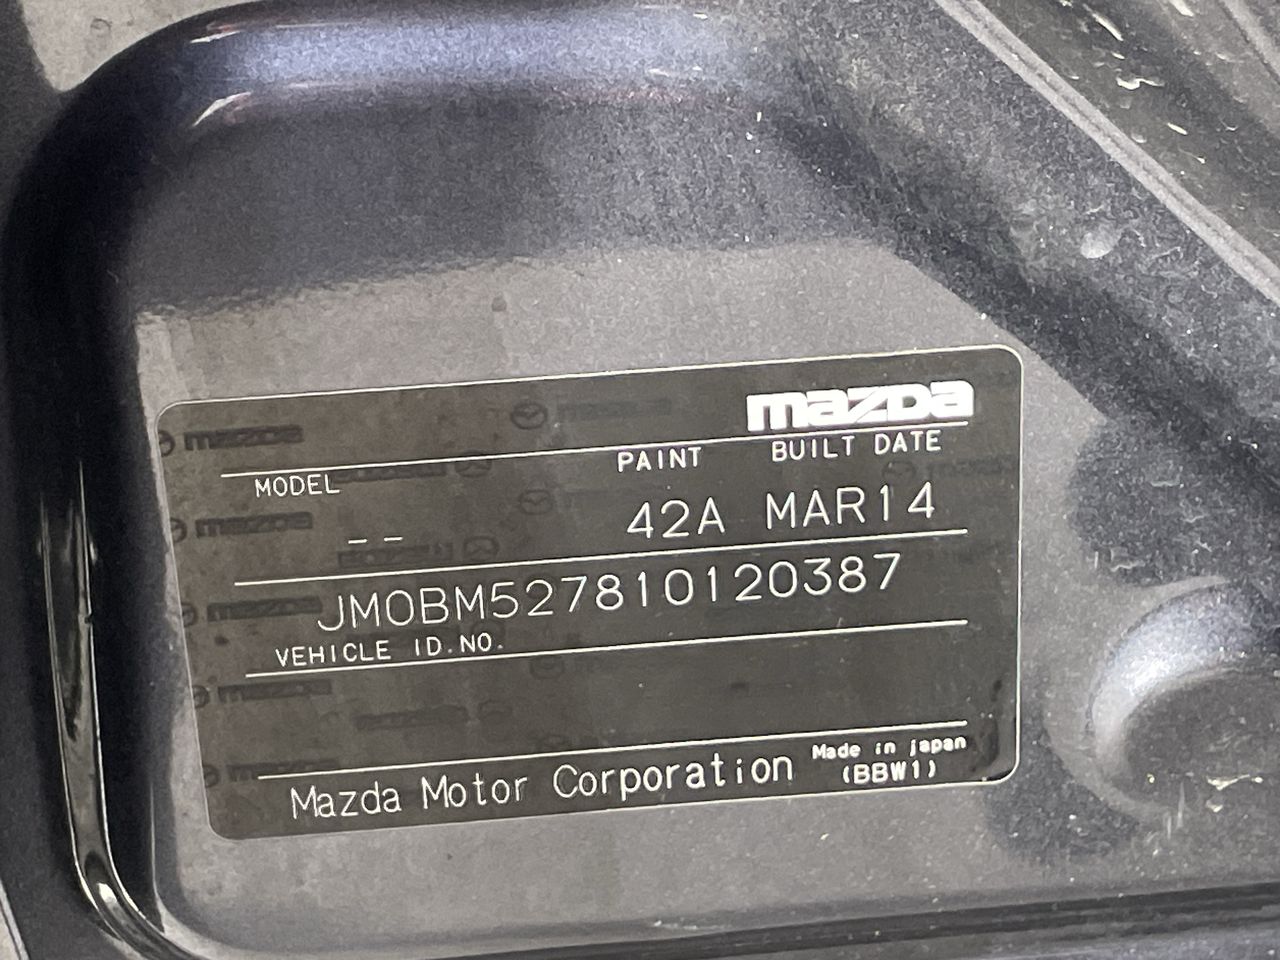 mazda
MODEL PAINT BUILT DATE
-- 42A MAR14
JM0BM527810120387
VEHICLE ID.NO.
Mazda Motor Corporation Made in japan
(BBW1)